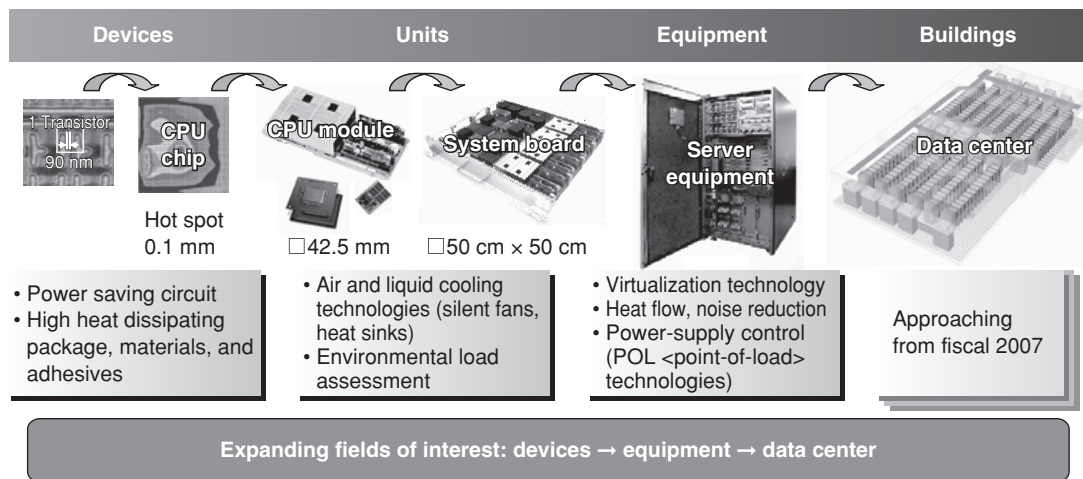 Devices
Units
Equipment
Buildings
1 Transistor
90 nm
CPU
chip
CPU module
System board
Server
equipment
Data center
Hot spot
0.1 mm
□42.5 mm
□50 cm × 50 cm
• Power saving circuit
• High heat dissipating
package, materials, and
adhesives
• Air and liquid cooling
technologies (silent fans,
heat sinks)
• Environmental load
assessment
• Virtualization technology
• Heat flow, noise reduction
• Power-supply control
(POL <point-of-load>
technologies)
Approaching
from fiscal 2007
Expanding fields of interest: devices → equipment → data center